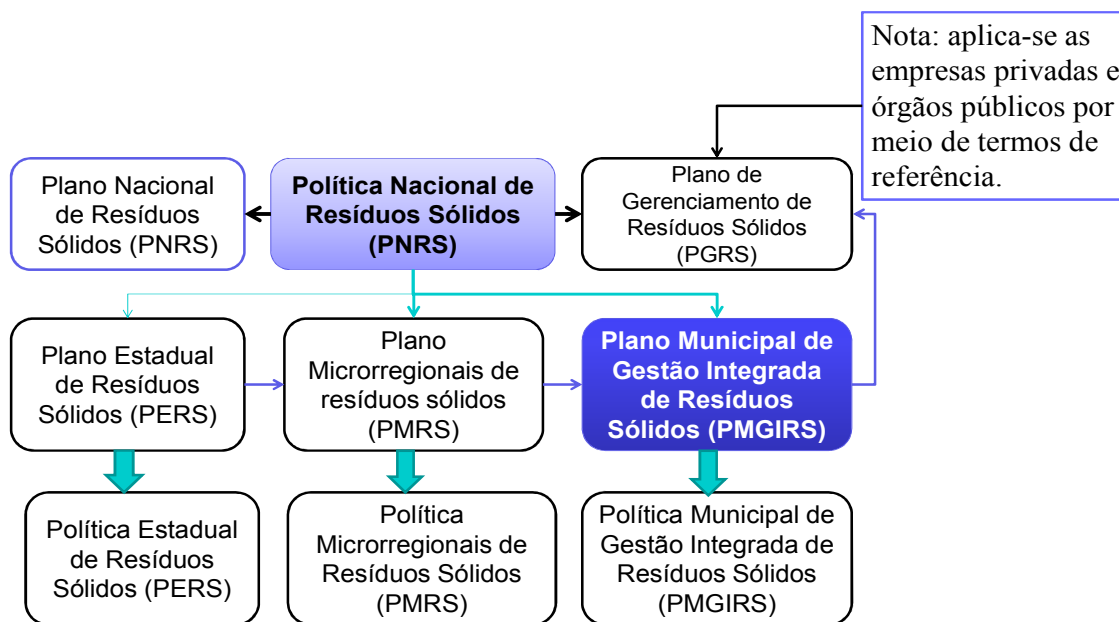 Nota: aplica-se as
empresas privadas e
órgãos públicos por
meio de termos de
referência.
Plano Nacional
de Resíduos
Sólidos (PNRS)
Política Nacional de
Resíduos Sólidos
(PNRS)
Plano de
Gerenciamento de
Resíduos Sólidos
(PGRS)
Plano Estadual
de Resíduos
Sólidos (PERS)
Plano
Microrregionais de
resíduos sólidos
(PMRS)
Plano Municipal de
Gestão Integrada
de Resíduos
Sólidos (PMGIRS)
Política Estadual
de Resíduos
Sólidos (PERS)
Política
Microrregionais de
Resíduos Sólidos
(PMRS)
Política Municipal de
Gestão Integrada de
Resíduos Sólidos
(PMGIRS)